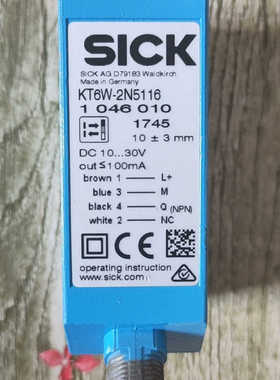 SICK
SICK AG D79183 Waldkirch
Made in Germany
KT6W-2N5116
1 046 010
1745
10 ± 3 mm
DC 10...30V
out ≤ 100mA
brown 1 L+
blue 3 M
black 4 Q (NPN)
white 2 NC
CE
operating instruction
www.sick.com